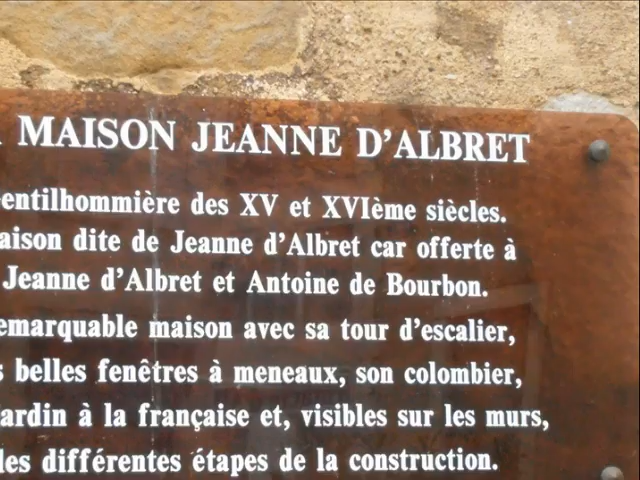 MAISON JEANNE D'ALBRET
entilhommière des XV et XVIème siècles.
aison dite de Jeanne d'Albret car offerte à
Jeanne d'Albret et Antoine de Bourbon.
emarquable maison avec sa tour d'escalier,
s belles fenêtres à meneaux, son colombier,
ardin à la française et, visibles sur les murs,
les différentes étapes de la construction.